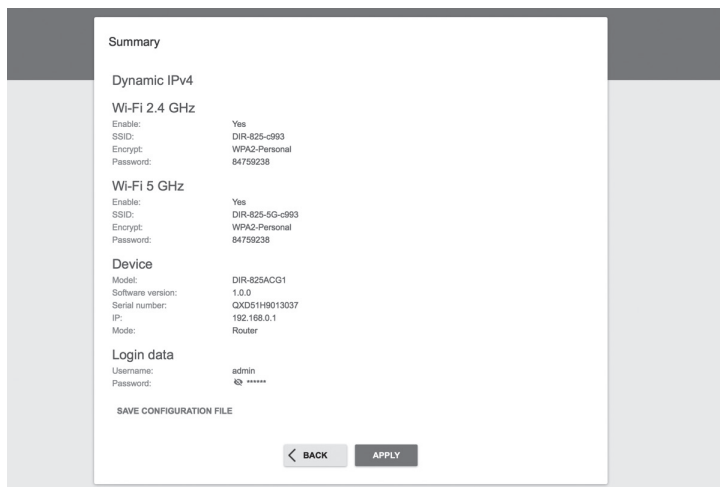 Summary
Dynamic IPv4
Wi-Fi 2.4 GHz
Enable: Yes
SSID: DIR-825-c993
Encrypt: WPA2-Personal
Password: 84759238
Wi-Fi 5 GHz
Enable: Yes
SSID: DIR-825-5G-c993
Encrypt: WPA2-Personal
Password: 84759238
Device
Model: DIR-825ACG1
Software version: 1.0.0
Serial number: QXD51H9013037
IP: 192.168.0.1
Mode: Router
Login data
Username: admin
Password: ******
SAVE CONFIGURATION FILE
BACK APPLY